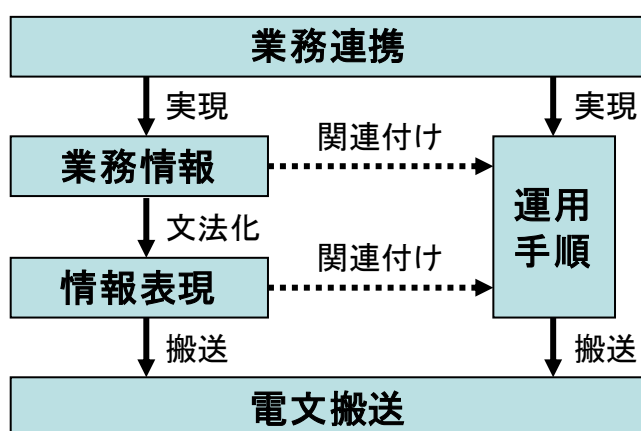 業務連携
実現
実現
業務情報
関連付け
運用
手順
文法化
情報表現
関連付け
搬送
搬送
電文搬送